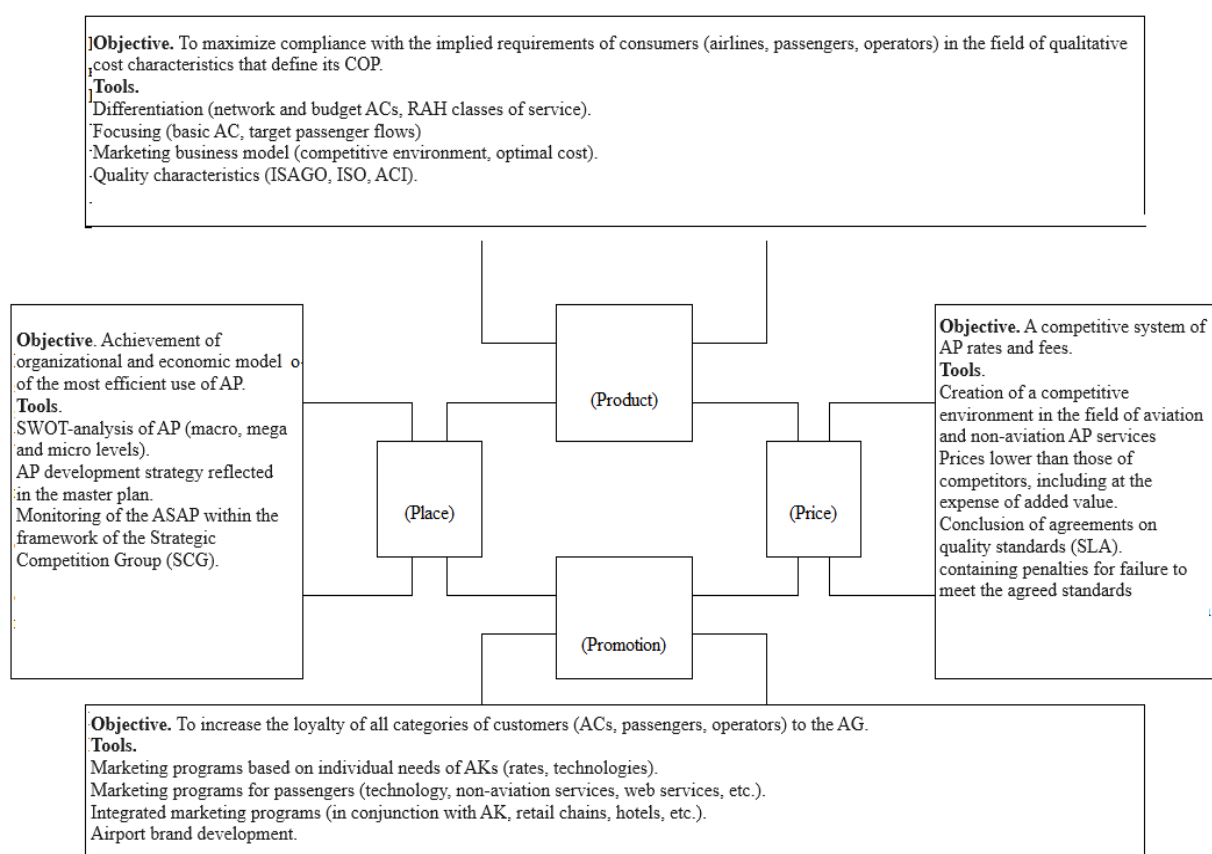 Objective. To maximize compliance with the implied requirements of consumers (airlines, passengers, operators) in the field of qualitative
cost characteristics that define its COP.
Tools.
Differentiation (network and budget ACs, RAH classes of service).
Focusing (basic AC, target passenger flows)
Marketing business model (competitive environment, optimal cost).
Quality characteristics (ISAGO, ISO, ACI).
Objective. Achievement of
organizational and economic model o
of the most efficient use of AP.
Tools.
SWOT-analysis of AP (macro, mega
and micro levels).
AP development strategy reflected
in the master plan.
Monitoring of the ASAP within the
framework of the Strategic
Competition Group (SCG).
(Product)
(Place)
(Price)
(Promotion)
Objective. A competitive system of
AP rates and fees.
Tools.
Creation of a competitive
environment in the field of aviation
and non-aviation AP services
Prices lower than those of
competitors, including at the
expense of added value.
Conclusion of agreements on
quality standards (SLA).
containing penalties for failure to
meet the agreed standards
Objective. To increase the loyalty of all categories of customers (ACs, passengers, operators) to the AG.
Tools.
Marketing programs based on individual needs of AKs (rates, technologies).
Marketing programs for passengers (technology, non-aviation services, web services, etc.).
Integrated marketing programs (in conjunction with AK, retail chains, hotels, etc.).
Airport brand development.